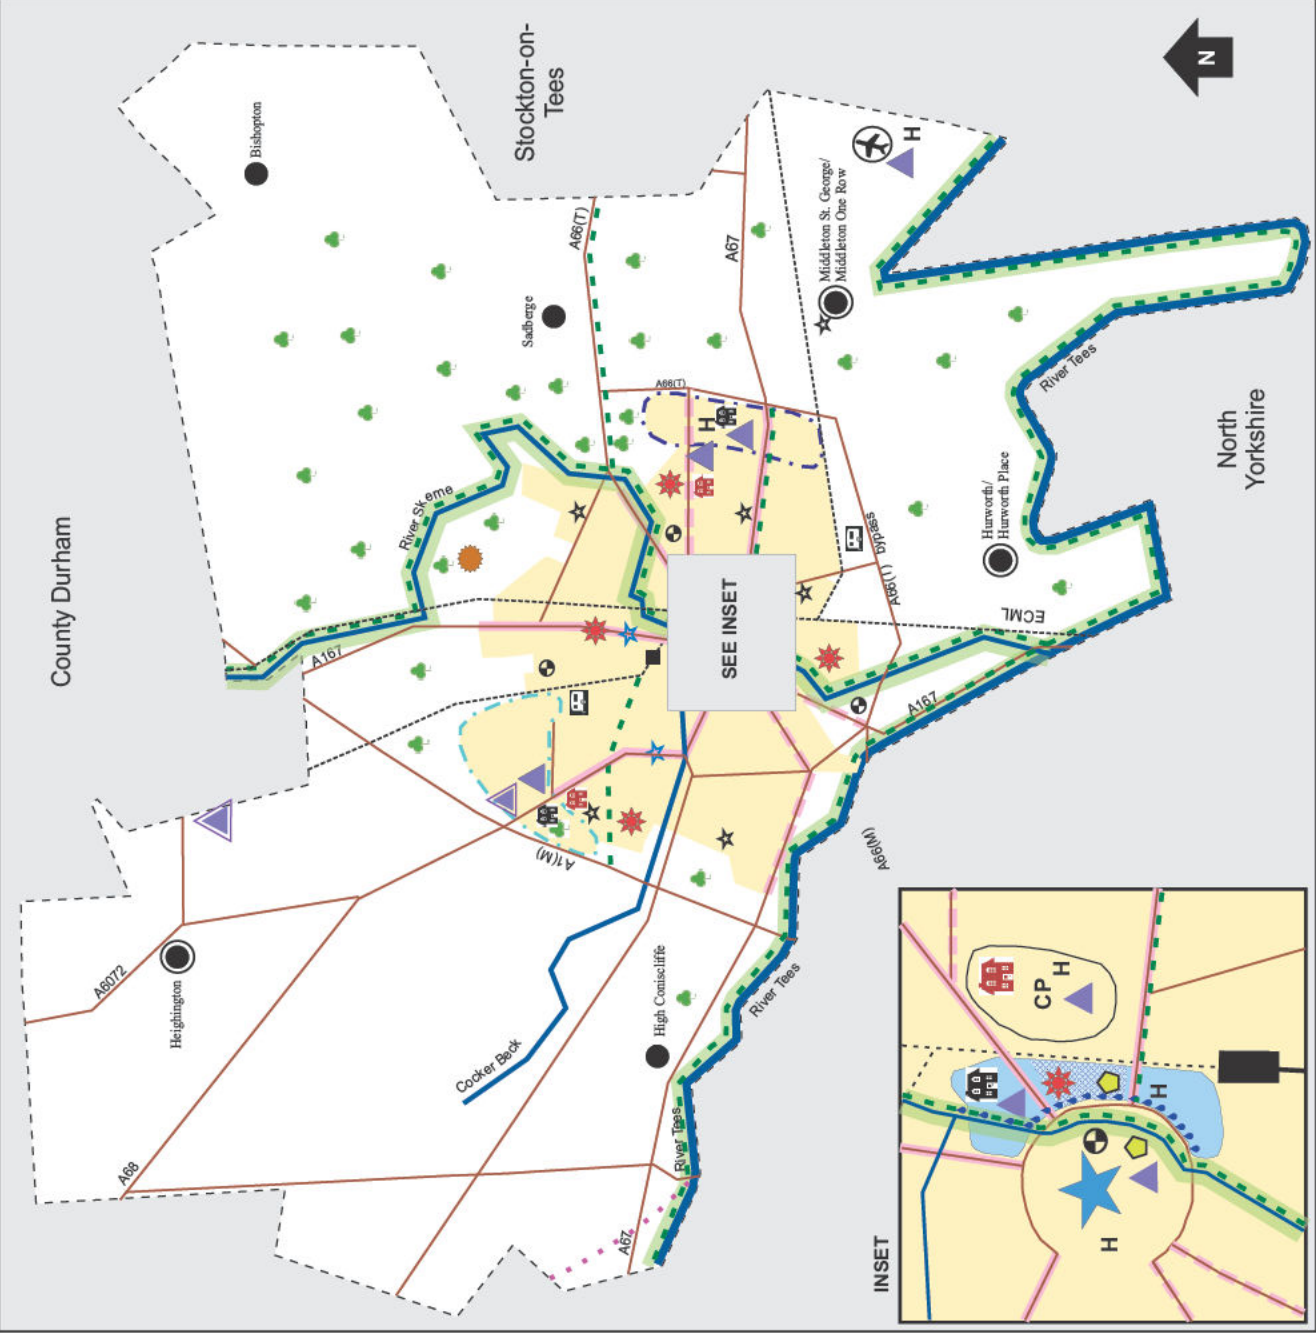 County Durham
Stockton-on-
Tees
N
Bishopton
A66(T)
Sadberge
A67
Middleton St. George/
Middleton One Row
H
A66(T)
H
River Skerne
River Tees
North
Yorkshire
Hurworth/
Hurworth Place
A66(T) bypass
ECML
A167
SEE INSET
A167
A1(M)
A66(M)
A6072
Heighington
High Coniscliffe
River Tees
Cocker Beck
A68
River Tees
A67
INSET
CP
H
H
H